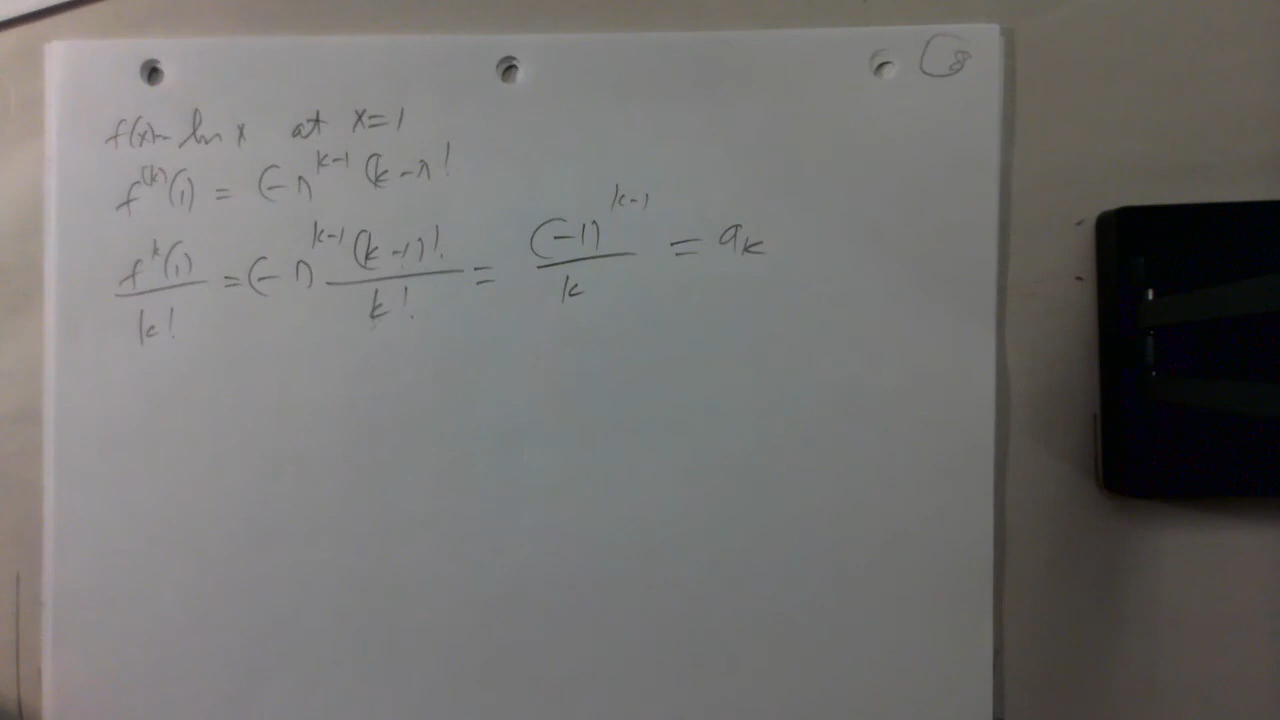 8
f(x) = ln x at x=1
f^(k)(1) = (-1)^k-1 (k-1)!
f^k(1)/k! = (-1)^k-1 (k-1)!/k! = (-1)^k-1/k = a_k